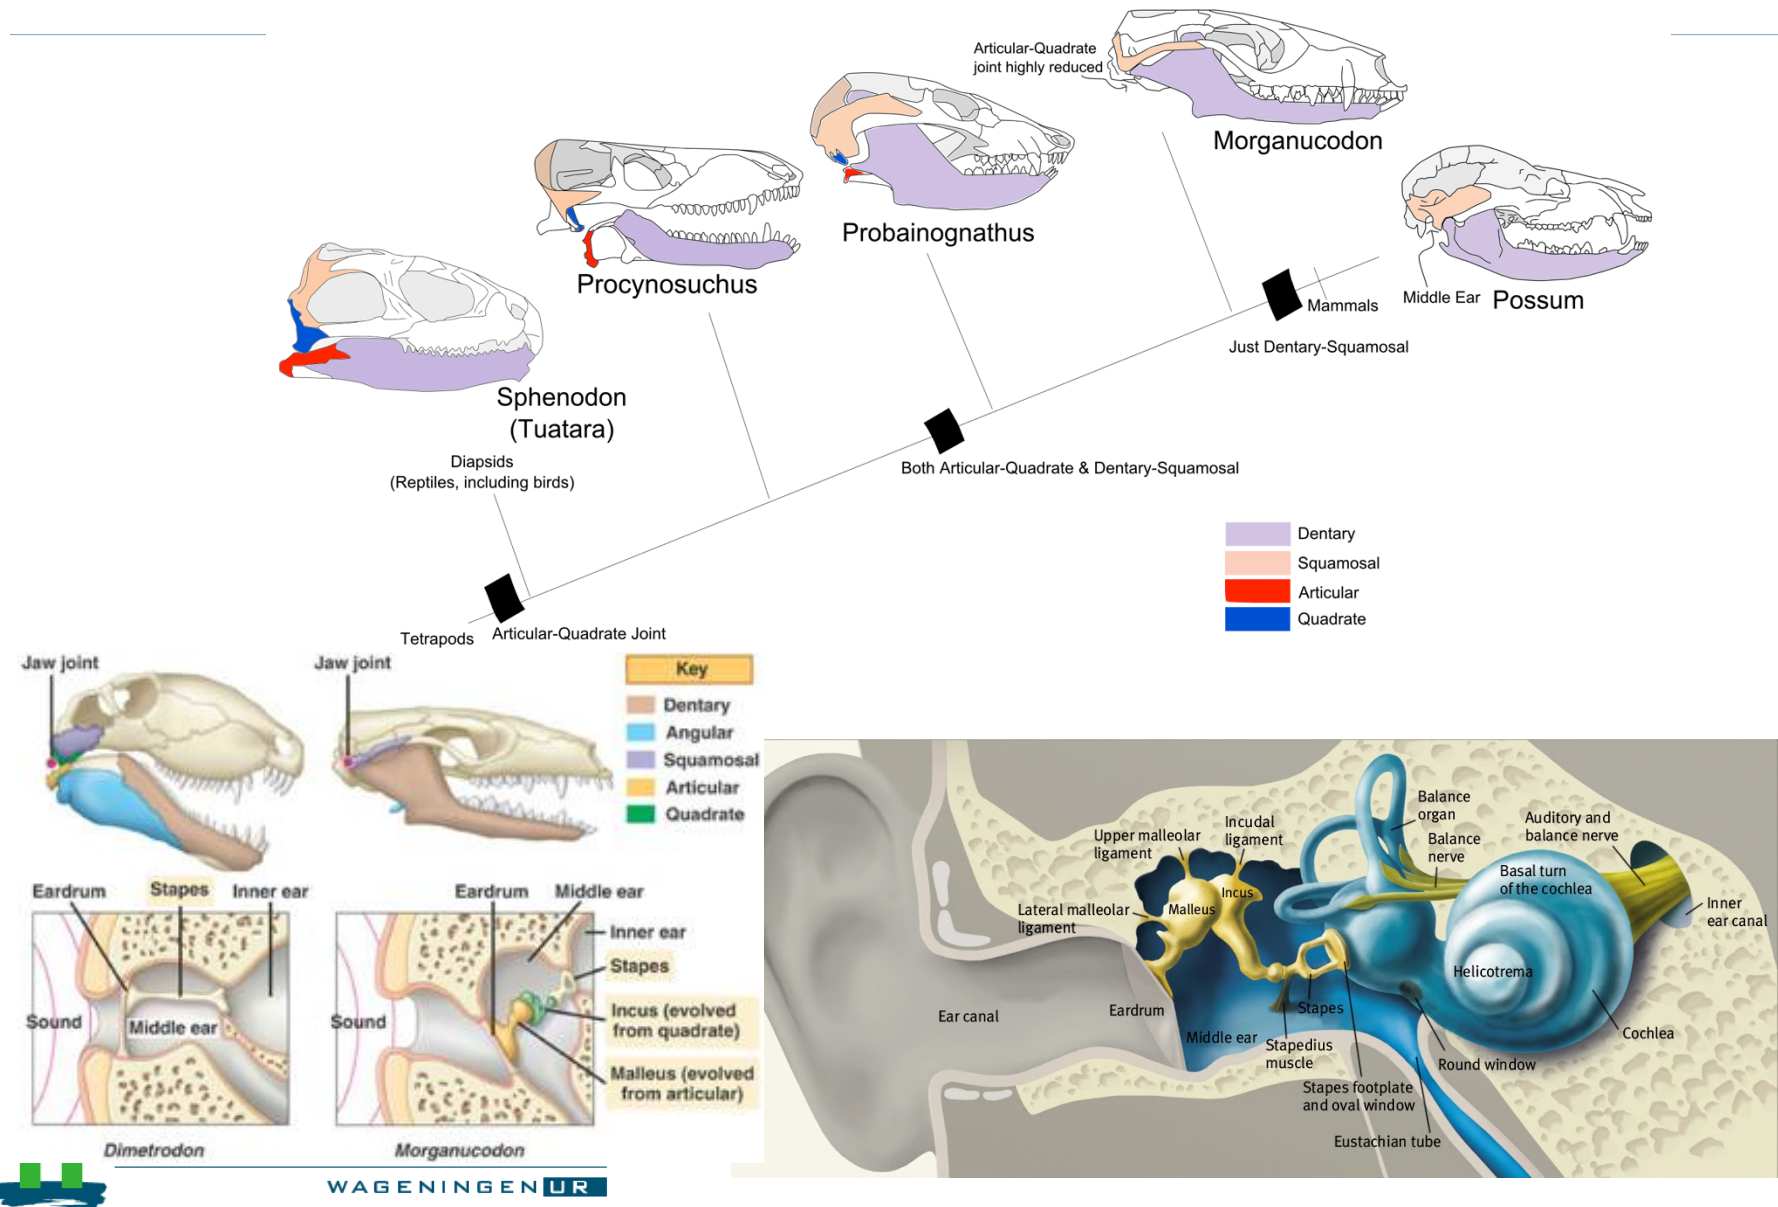 Articular-Quadrate
joint highly reduced
Morganucodon
Probainognathus
Procynosuchus
Middle Ear
Possum
Mammals
Just Dentary-Squamosal
Sphenodon
(Tuatara)
Diapsids
(Reptiles, including birds)
Both Articular-Quadrate & Dentary-Squamosal
Dentary
Squamosal
Articular
Quadrate
Tetrapods
Articular-Quadrate Joint
Jaw joint
Jaw joint
Key
Dentary
Angular
Squamosal
Articular
Quadrate
Eardrum
Stapes
Inner ear
Sound
Middle ear
Dimetrodon
Eardrum
Middle ear
Inner ear
Stapes
Sound
Incus (evolved
from quadrate)
Malleus (evolved
from articular)
Morganucodon
Balance
organ
Balance
nerve
Auditory and
balance nerve
Upper malleolar
ligament
Incudal
ligament
Basal turn
of the cochlea
Incus
Malleus
Lateral malleolar
ligament
Inner
ear canal
Helicotrema
Ear canal
Eardrum
Stapes
Middle ear
Stapedius
muscle
Cochlea
Round window
Stapes footplate
and oval window
Eustachian tube
WAGENINGEN UR